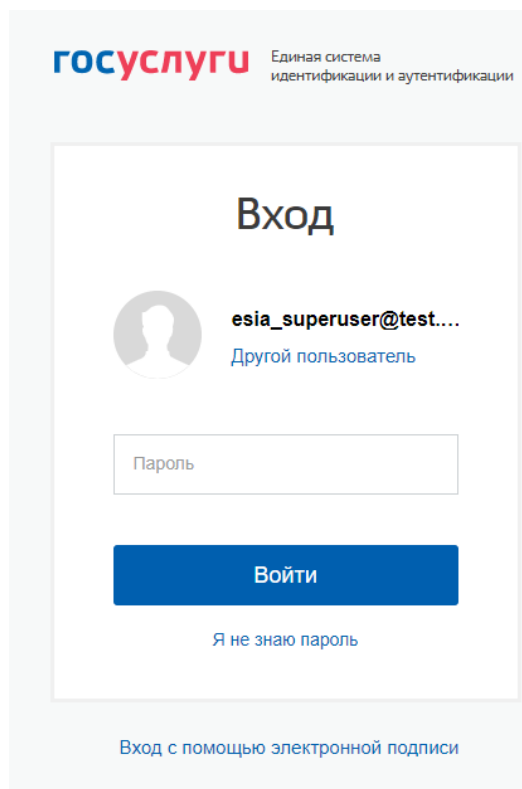 госуслуги
Единая система
идентификации и аутентификации
Вход
esia_superuser@test....
Другой пользователь
Пароль
Войти
Я не знаю пароль
Вход с помощью электронной подписи